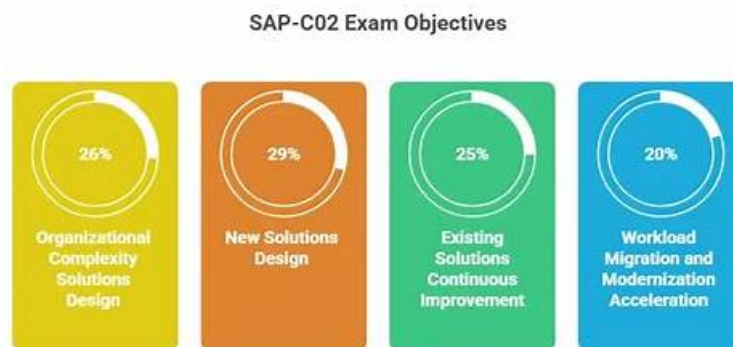 SAP-C02 Exam Objectives
26%
Organizational
Complexity
Solutions
Design
29%
New Solutions
Design
25%
Existing
Solutions
Continuous
Improvement
20%
Workload
Migration and
Modernization
Acceleration